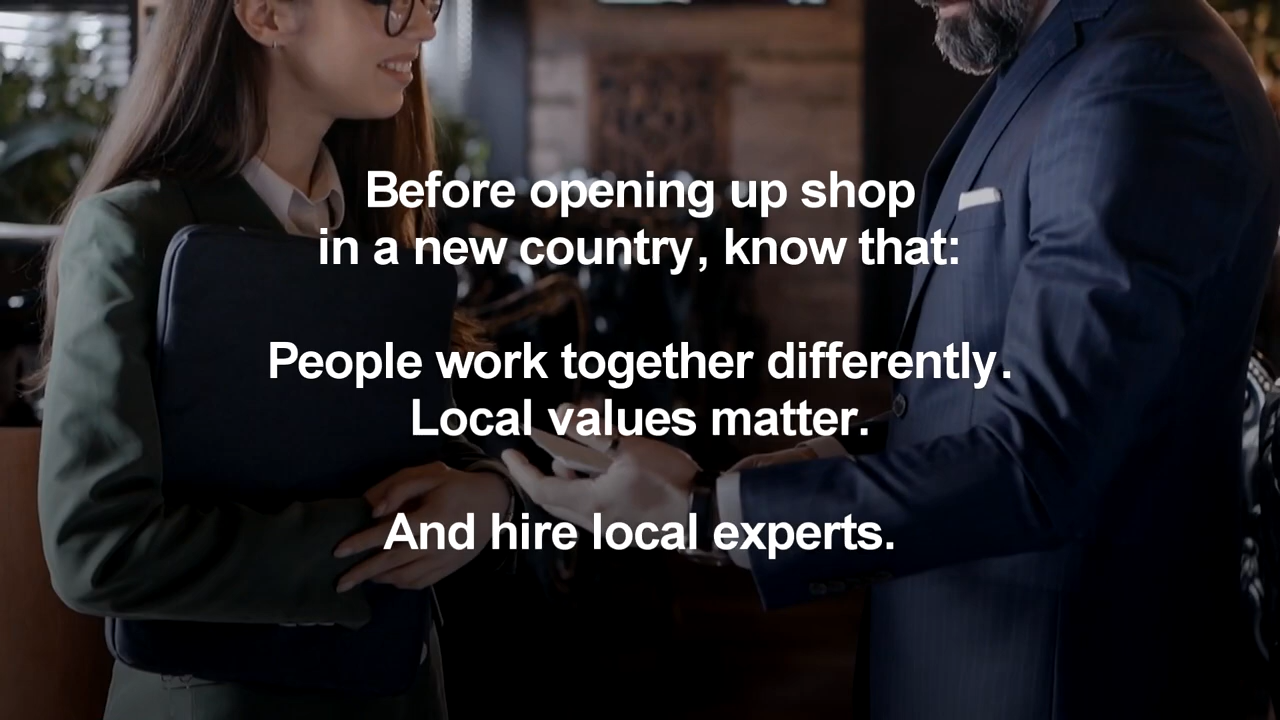 Before opening up shop
in a new country, know that:
People work together differently.
Local values matter.
And hire local experts.